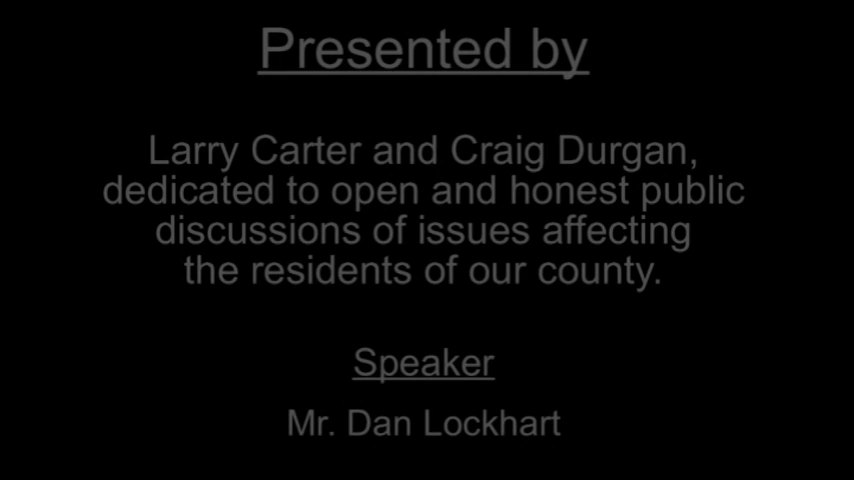 Presented by
Larry Carter and Craig Durgan,
dedicated to open and honest public
discussions of issues affecting
the residents of our county.
Speaker
Mr. Dan Lockhart